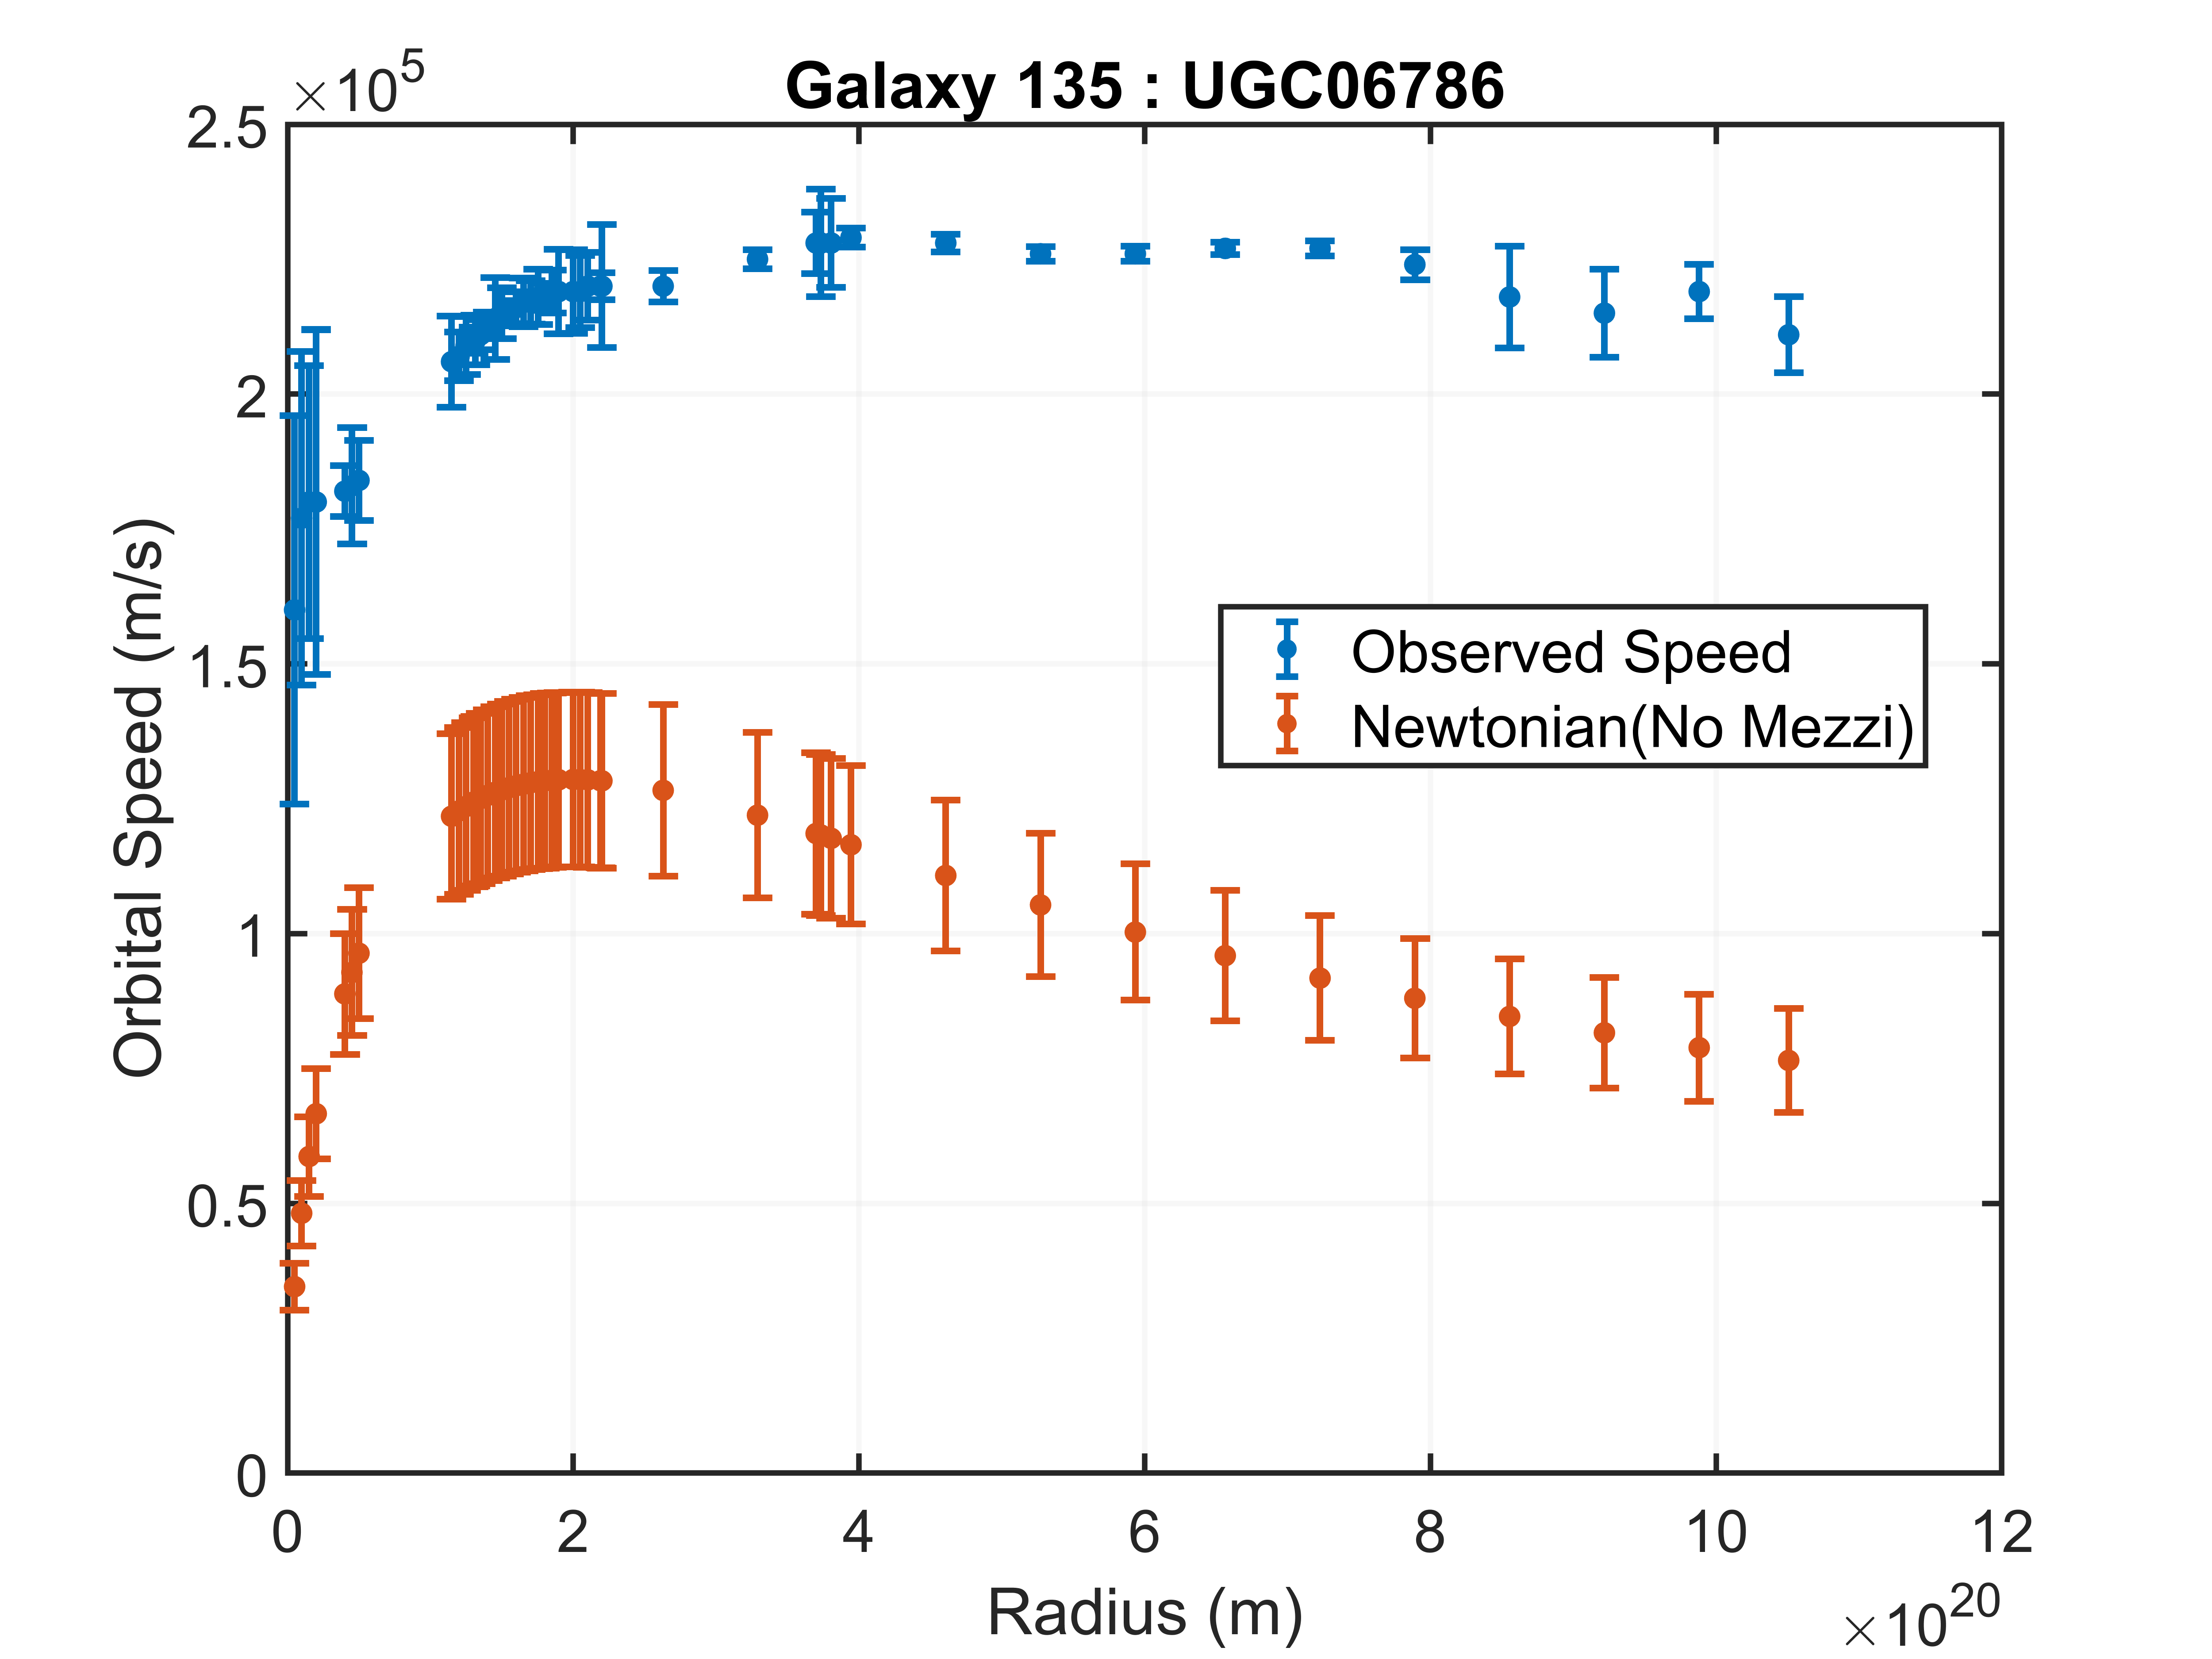 Galaxy 135 : UGC06786
×10^5
2.5
2
1.5
1
0.5
0
Orbital Speed (m/s)
Observed Speed
Newtonian(No Mezzi)
0 2 4 6 8 10 12
Radius (m)
×10^20